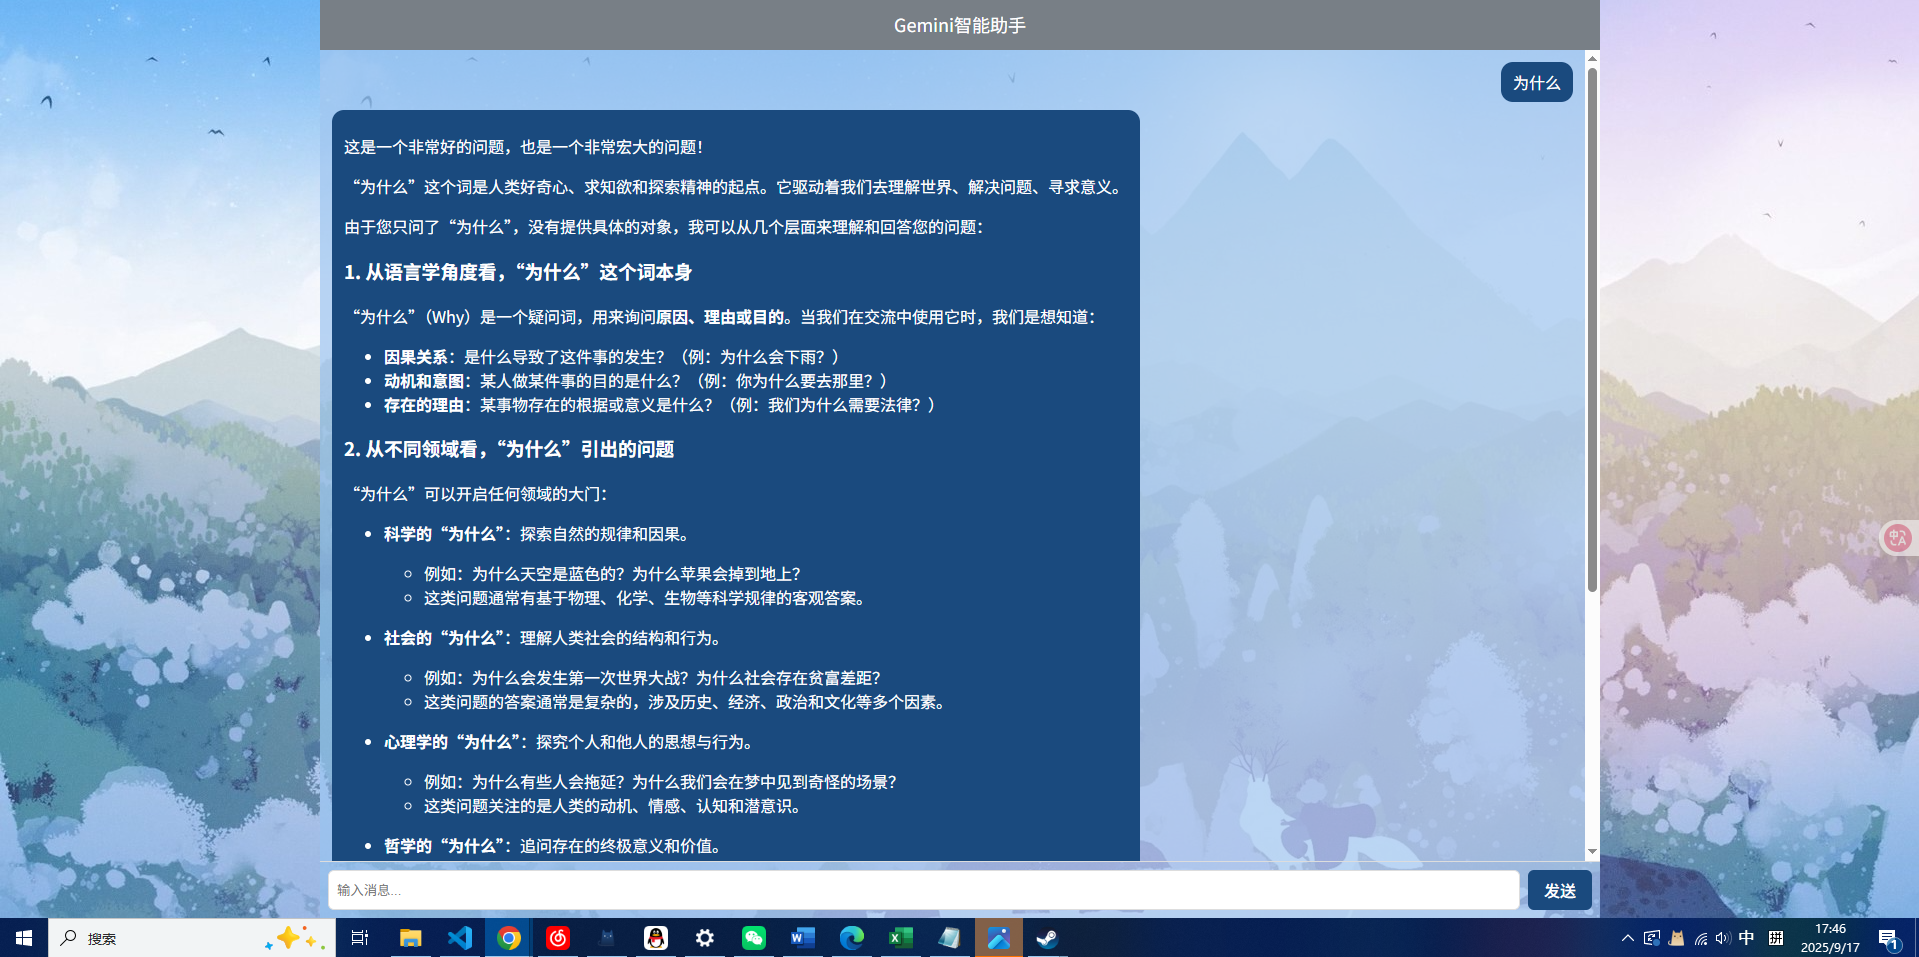 Gemini智能助手
为什么
这是一个非常好的问题，也是一个非常宏大的问题！
“为什么”这个词是人类好奇心、求知欲和探索精神的起点。它驱动着我们去理解世界、解决问题、寻求意义。
由于您只问了“为什么”，没有提供具体的对象，我可以从几个层面来理解和回答您的问题：
1. 从语言学角度看，“为什么”这个词本身
“为什么”（Why）是一个疑问词，用来询问原因、理由或目的。当我们在交流中使用它时，我们是想知道：
• 因果关系：是什么导致了这件事的发生？（例：为什么会下雨？）
• 动机和意图：某人做某件事的目的是什么？（例：你为什么要去那里？）
• 存在的理由：某事物存在的根据或意义是什么？（例：我们为什么需要法律？）
2. 从不同领域看，“为什么”引出的问题
“为什么”可以开启任何领域的大门：
• 科学的“为什么”：探索自然的规律和因果。
◦ 例如：为什么天空是蓝色的？为什么苹果会掉到地上？
◦ 这类问题通常有基于物理、化学、生物等科学规律的客观答案。
• 社会的“为什么”：理解人类社会的结构和行为。
◦ 例如：为什么会发生第一次世界大战？为什么社会存在贫富差距？
◦ 这类问题的答案通常是复杂的，涉及历史、经济、政治和文化等多个因素。
• 心理学的“为什么”：探究个人和他人的思想与行为。
◦ 例如：为什么有些人会拖延？为什么我们会在梦中见到奇怪的场景？
◦ 这类问题关注的是人类的动机、情感、认知和潜意识。
• 哲学的“为什么”：追问存在的终极意义和价值。
输入消息...
发送
搜索
中
拼
17:46
2025/9/17
1